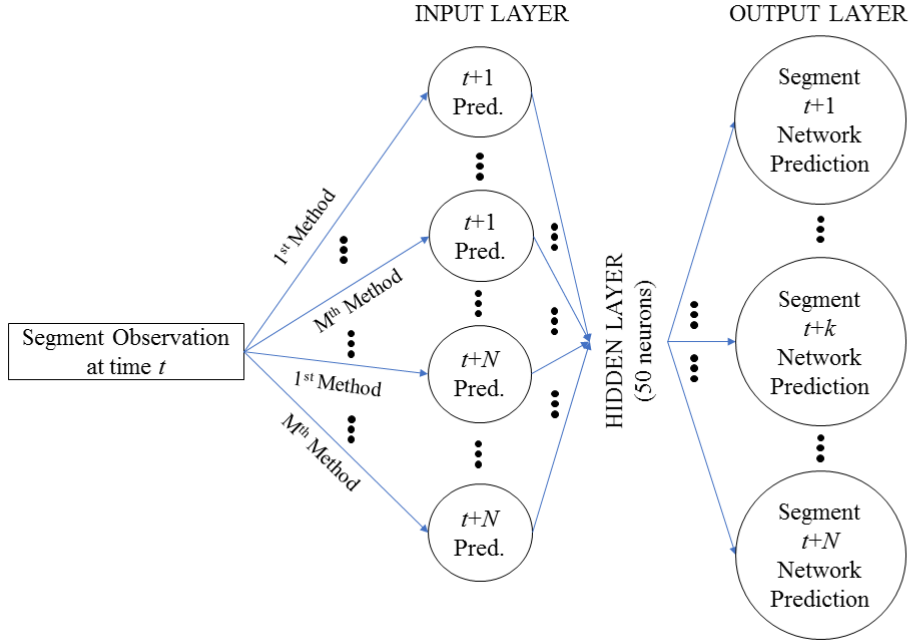 INPUT LAYER
OUTPUT LAYER
Segment Observation
at time t
1st Method
Mth Method
1st Method
Mth Method
t+1
Pred.
t+1
Pred.
t+N
Pred.
t+N
Pred.
HIDDEN LAYER
(50 neurons)
Segment
t+1
Network
Prediction
Segment
t+k
Network
Prediction
Segment
t+N
Network
Prediction